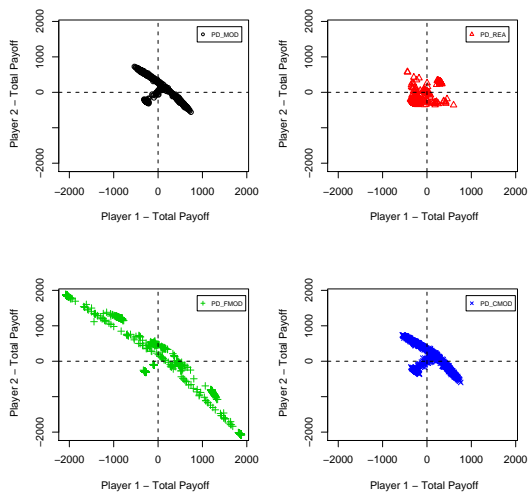 PD_MOD
2000
1000
0
-2000
-2000 -1000 0 1000 2000
Player 1 − Total Payoff
Player 2 − Total Payoff
PD_REA
2000
1000
0
-2000
-2000 -1000 0 1000 2000
Player 1 − Total Payoff
Player 2 − Total Payoff
PD_FMOD
2000
1000
0
-2000
-2000 -1000 0 1000 2000
Player 1 − Total Payoff
Player 2 − Total Payoff
PD_CMOD
2000
1000
0
-2000
-2000 -1000 0 1000 2000
Player 1 − Total Payoff
Player 2 − Total Payoff